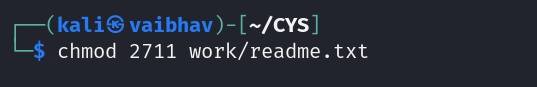 ┌──(kali㉿vaibhav)-[~/CYS]
└─$ chmod 2711 work/readme.txt